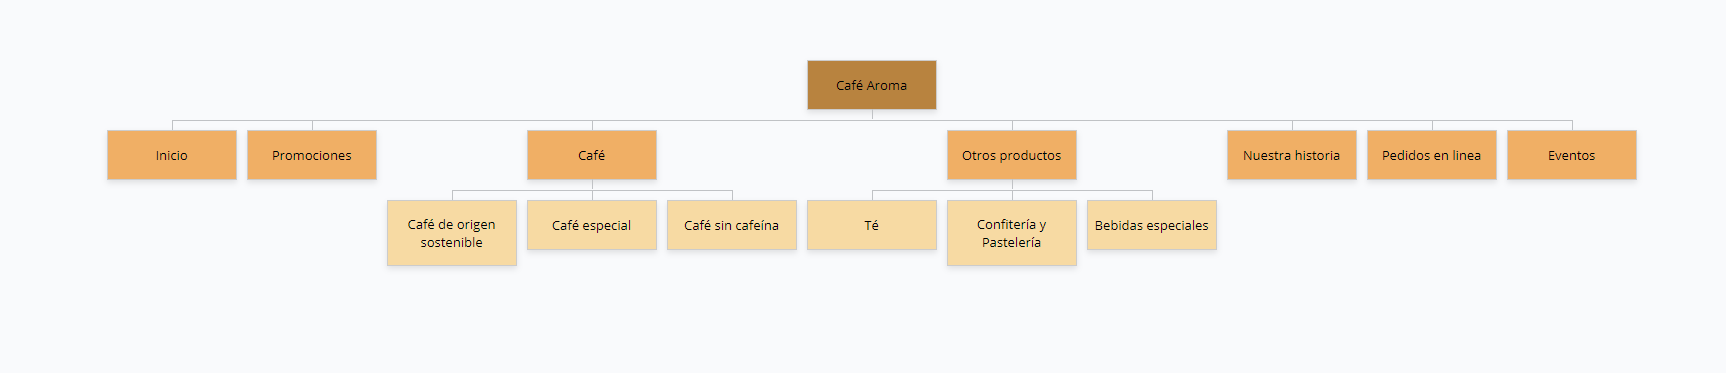 Café Aroma
Inicio
Promociones
Café
Otros productos
Nuestra historia
Pedidos en linea
Eventos
Café de origen
sostenible
Café especial
Café sin cafeína
Té
Confitería y
Pastelería
Bebidas especiales